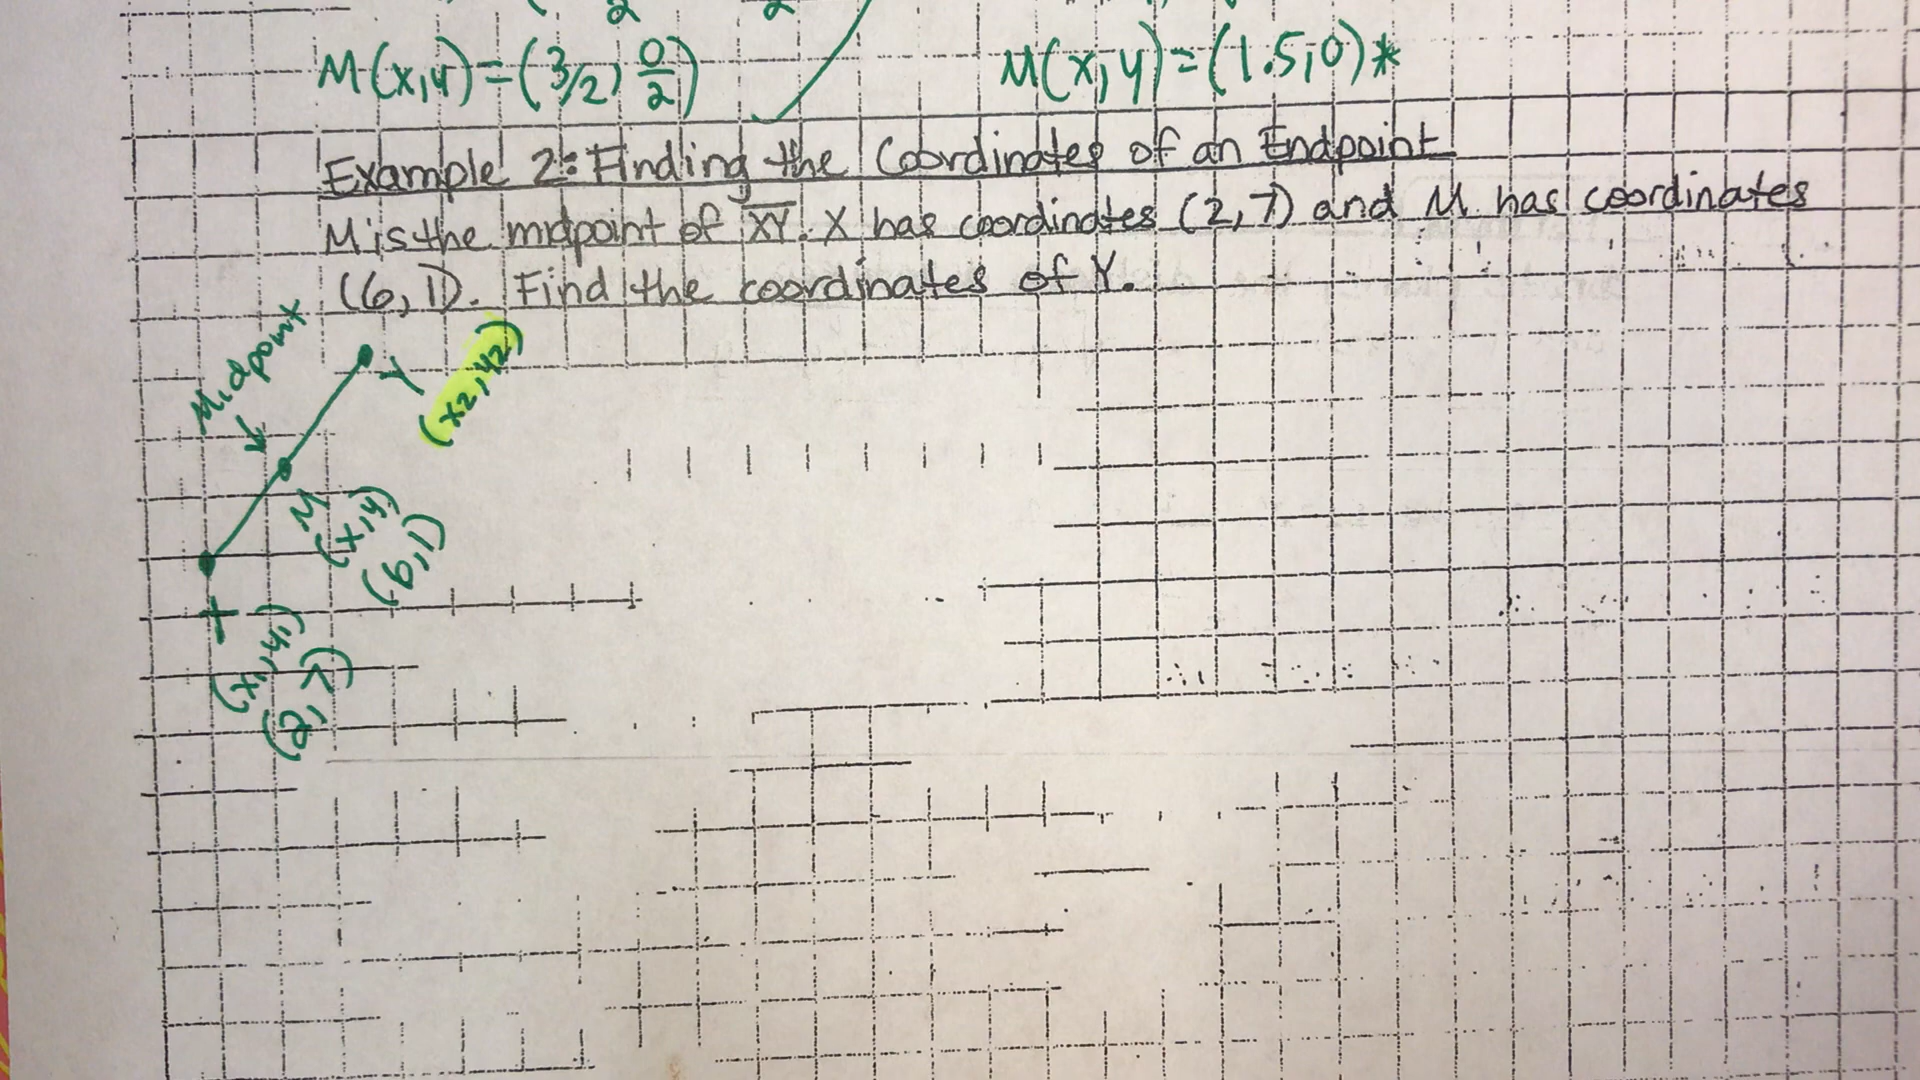 M(x,y)=(3/2, 0/2)
M(x,y)=(1.5,0)*
Example 2: Finding the Coordinates of an Endpoint
M is the midpoint of XY. X has coordinates (2,7) and M has coordinates
(6,1). Find the coordinates of Y.
Midpoint
Y
(x2,y2)
M
(x,y)
(6,1)
X
(x,y,)
(2,7)